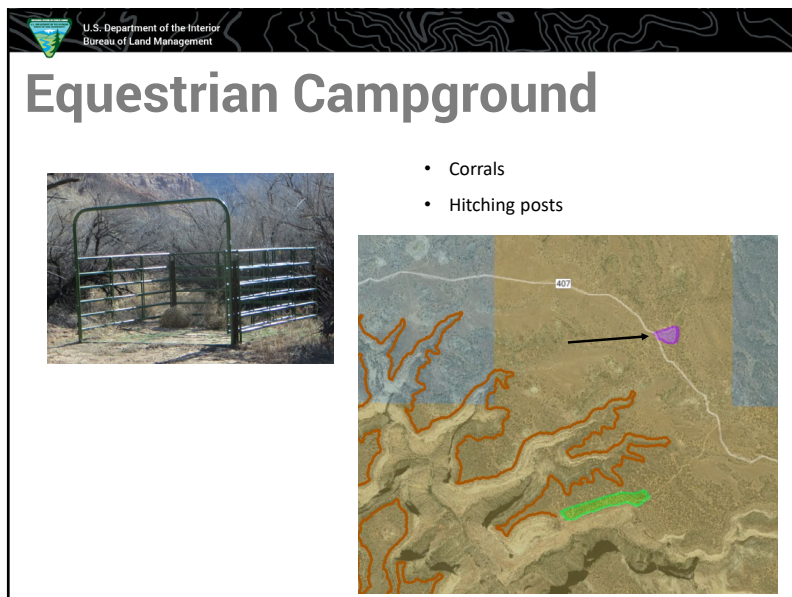 U.S. Department of the Interior
Bureau of Land Management
Equestrian Campground
• Corrals
• Hitching posts
407